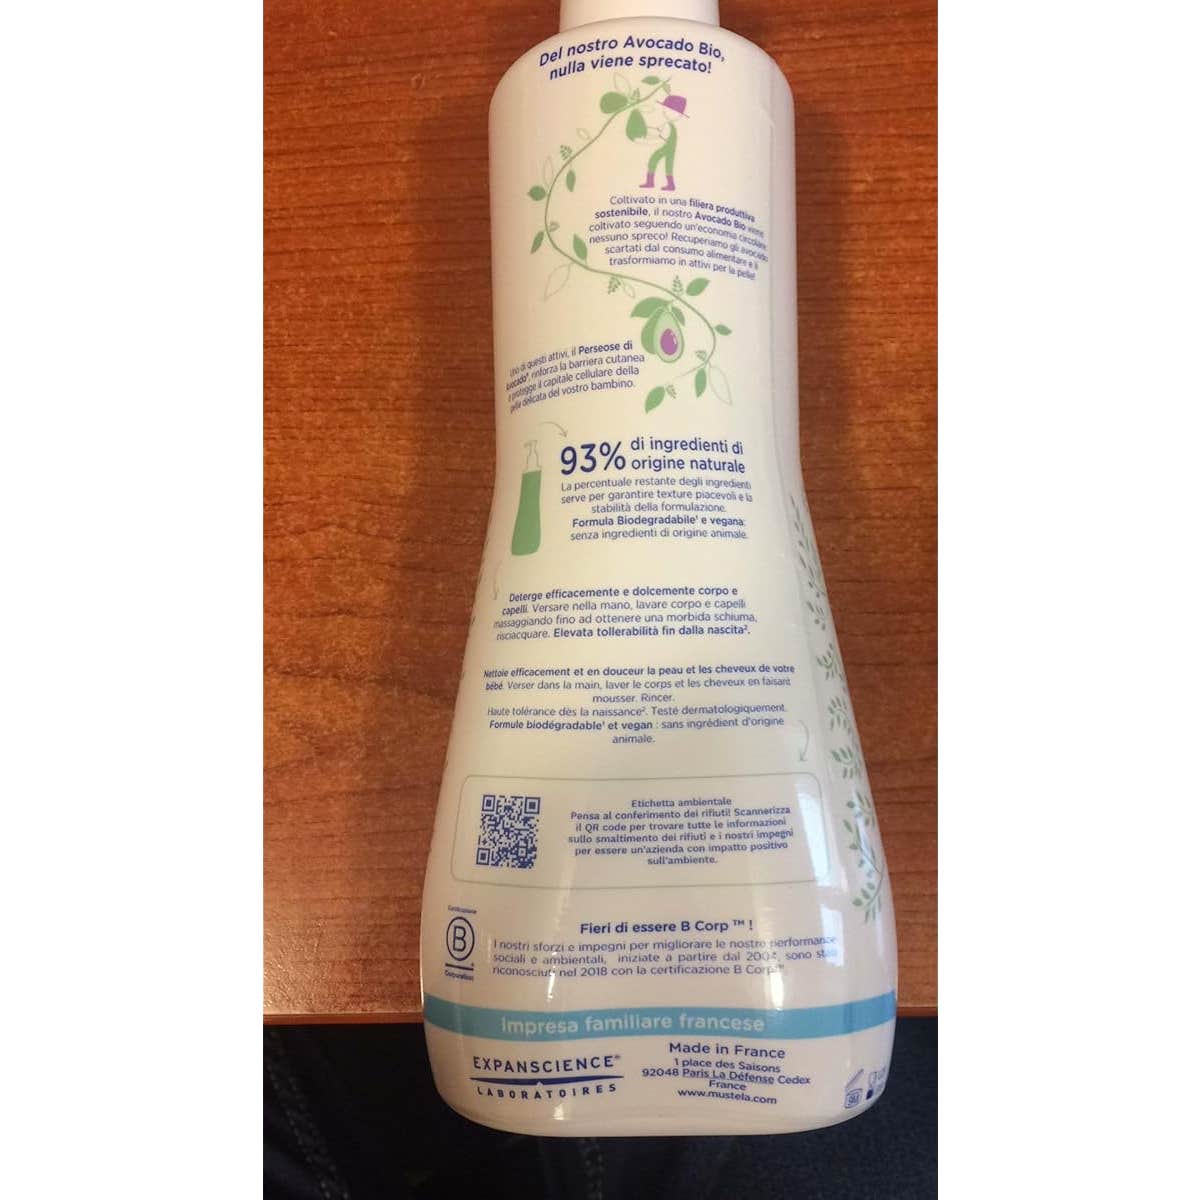 Del nostro Avocado Bio,
nulla viene sprecato!
Coltivato in una filiera produttiva
sostenibile, il nostro Avocado Bio viene
coltivato seguendo un'economia circolare:
nessuno spreco! Recuperiamo gli avocado
scartati dal consumo alimentare e li
trasformiamo in attivi per la pelle!
Uno di questi attivi, il Perseose di
Avocado® rinforza la barriera cutanea
e protegge il capitale cellulare della
pelle delicata del vostro bambino.
93% di ingredienti di
origine naturale
La percentuale restante degli ingredienti
serve per garantire texture piacevoli e la
stabilità della formulazione.
Formula Biodegradabile¹ e vegana:
senza ingredienti di origine animale.
Deterge efficacemente e dolcemente corpo e
capelli. Versare nella mano, lavare corpo e capelli
massaggiando fino ad ottenere una morbida schiuma,
risciacquare. Elevata tollerabilità fin dalla nascita².
Nettoie efficacement et en douceur la peau et les cheveux de votre
bébé. Verser dans la main, laver le corps et les cheveux en faisant
mousser. Rincer.
Haute tolérance dès la naissance². Testé dermatologiquement.
Formule biodégradable¹ et vegan : sans ingrédient d'origine
animale.
Etichetta ambientale
Pensa al conferimento dei rifiuti! Scannerizza
il QR code per trovare tutte le informazioni
sullo smaltimento dei rifiuti e i nostri impegni
per essere un'azienda con impatto positivo
sull'ambiente.
Certificazione
B
Corporation
Fieri di essere B Corp ™ !
I nostri sforzi e impegni per migliorare le nostre performance
sociali e ambientali, iniziate a partire dal 2004, sono stati
riconosciuti nel 2018 con la certificazione B Corp™.
Impresa familiare francese
EXPANSCIENCE®
LABORATOIRES
Made in France
1 place des Saisons
92048 Paris La Défense Cedex
France
www.mustela.com
9M